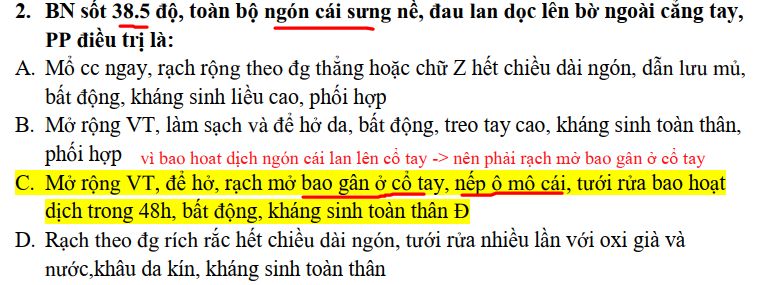 2. BN sốt 38.5 độ, toàn bộ ngón cái sưng nề, đau lan dọc lên bờ ngoài cẳng tay,
PP điều trị là:
A. Mổ cc ngay, rạch rộng theo đg thẳng hoặc chữ Z hết chiều dài ngón, dẫn lưu mủ,
bất động, kháng sinh liều cao, phối hợp
B. Mở rộng VT, làm sạch và để hở da, bất động, treo tay cao, kháng sinh toàn thân,
phối hợp vì bao hoat dịch ngón cái lan lên cổ tay -> nên phải rạch mở bao gân ở cổ tay
C. Mở rộng VT, để hở, rạch mở bao gân ở cổ tay, nếp ô mô cái, tưới rửa bao hoạt
dịch trong 48h, bất động, kháng sinh toàn thân Đ
D. Rạch theo đg rích rắc hết chiều dài ngón, tưới rửa nhiều lần với oxi già và
nước,khâu da kín, kháng sinh toàn thân